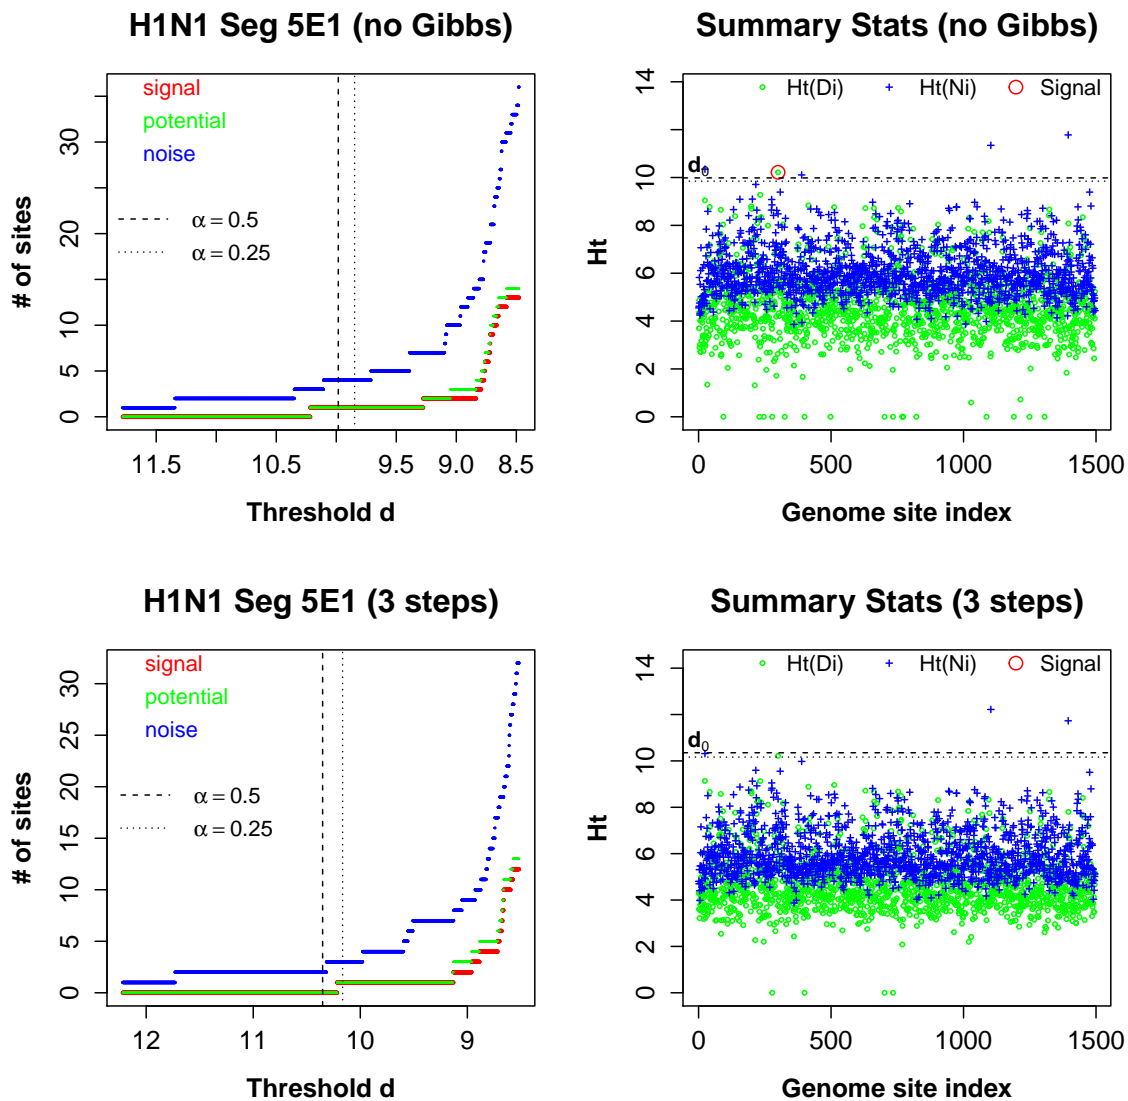 H1N1 Seg 5E1 (no Gibbs)
signal
potential
noise
α = 0.5
α = 0.25
# of sites
0 5 10 20 30
11.5 10.5 9.5 9.0 8.5
Threshold d
Summary Stats (no Gibbs)
Ht(Di) Ht(Ni) Signal
d0
Ht
0 2 4 6 8 10 14
0 500 1000 1500
Genome site index
H1N1 Seg 5E1 (3 steps)
signal
potential
noise
α = 0.5
α = 0.25
# of sites
0 5 10 15 20 25 30
12 11 10 9
Threshold d
Summary Stats (3 steps)
Ht(Di) Ht(Ni) Signal
d0
Ht
0 2 4 6 8 10 14
0 500 1000 1500
Genome site index